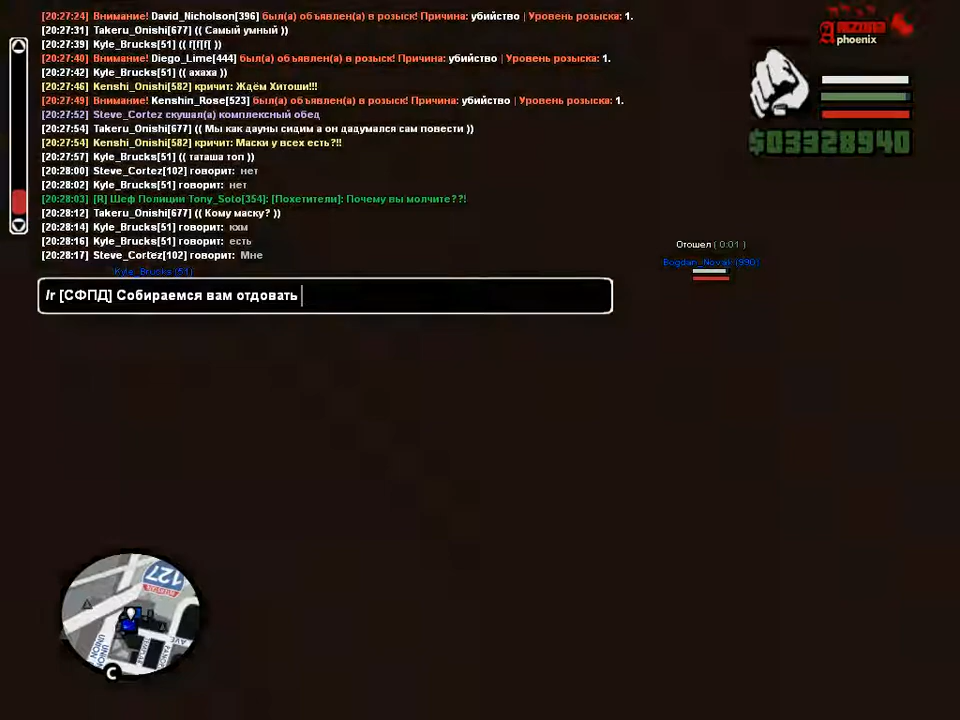 [20:27:24] Внимание! David_Nicholson[396] был(а) объявлен(а) в розыск! Причина: убийство | Уровень розыска: 1.
[20:27:31] Takeru_Onishi[677] (( Самый умный ))
[20:27:39] Kyle_Brucks[51] (( f[f[f[ ))
[20:27:40] Внимание! Diego_Lime[444] был(а) объявлен(а) в розыск! Причина: убийство | Уровень розыска: 1.
[20:27:42] Kyle_Brucks[51] (( ахаха ))
[20:27:46] Kenshi_Onishi[582] кричит: Ждём Хитоши!!!
[20:27:49] Внимание! Kenshin_Rose[523] был(а) объявлен(а) в розыск! Причина: убийство | Уровень розыска: 1.
[20:27:52] Steve_Cortez скушал(а) комплексный обед
[20:27:54] Takeru_Onishi[677] (( Мы как дауны сидим а он дадумался сам повести ))
[20:27:54] Kenshi_Onishi[582] кричит: Маски у всех есть?!!
[20:27:57] Kyle_Brucks[51] (( таташа топ ))
[20:28:00] Steve_Cortez[102] говорит: нет
[20:28:02] Kyle_Brucks[51] говорит: нет
[20:28:03] [R] Шеф Полиции Tony_Soto[354]: [Похетители]: Почему вы молчите??!
[20:28:12] Takeru_Onishi[677] (( Кому маску? ))
[20:28:14] Kyle_Brucks[51] говорит: кхм
[20:28:16] Kyle_Brucks[51] говорит: есть
[20:28:17] Steve_Cortez[102] говорит: Мне
Kyle_Brucks (51)
/r [СФПД] Собираемся вам отдовать
phoenix
$03328940
Отошел ( 0:01 )
Bogdan_Novak (990)
127
UNION
UNION
C